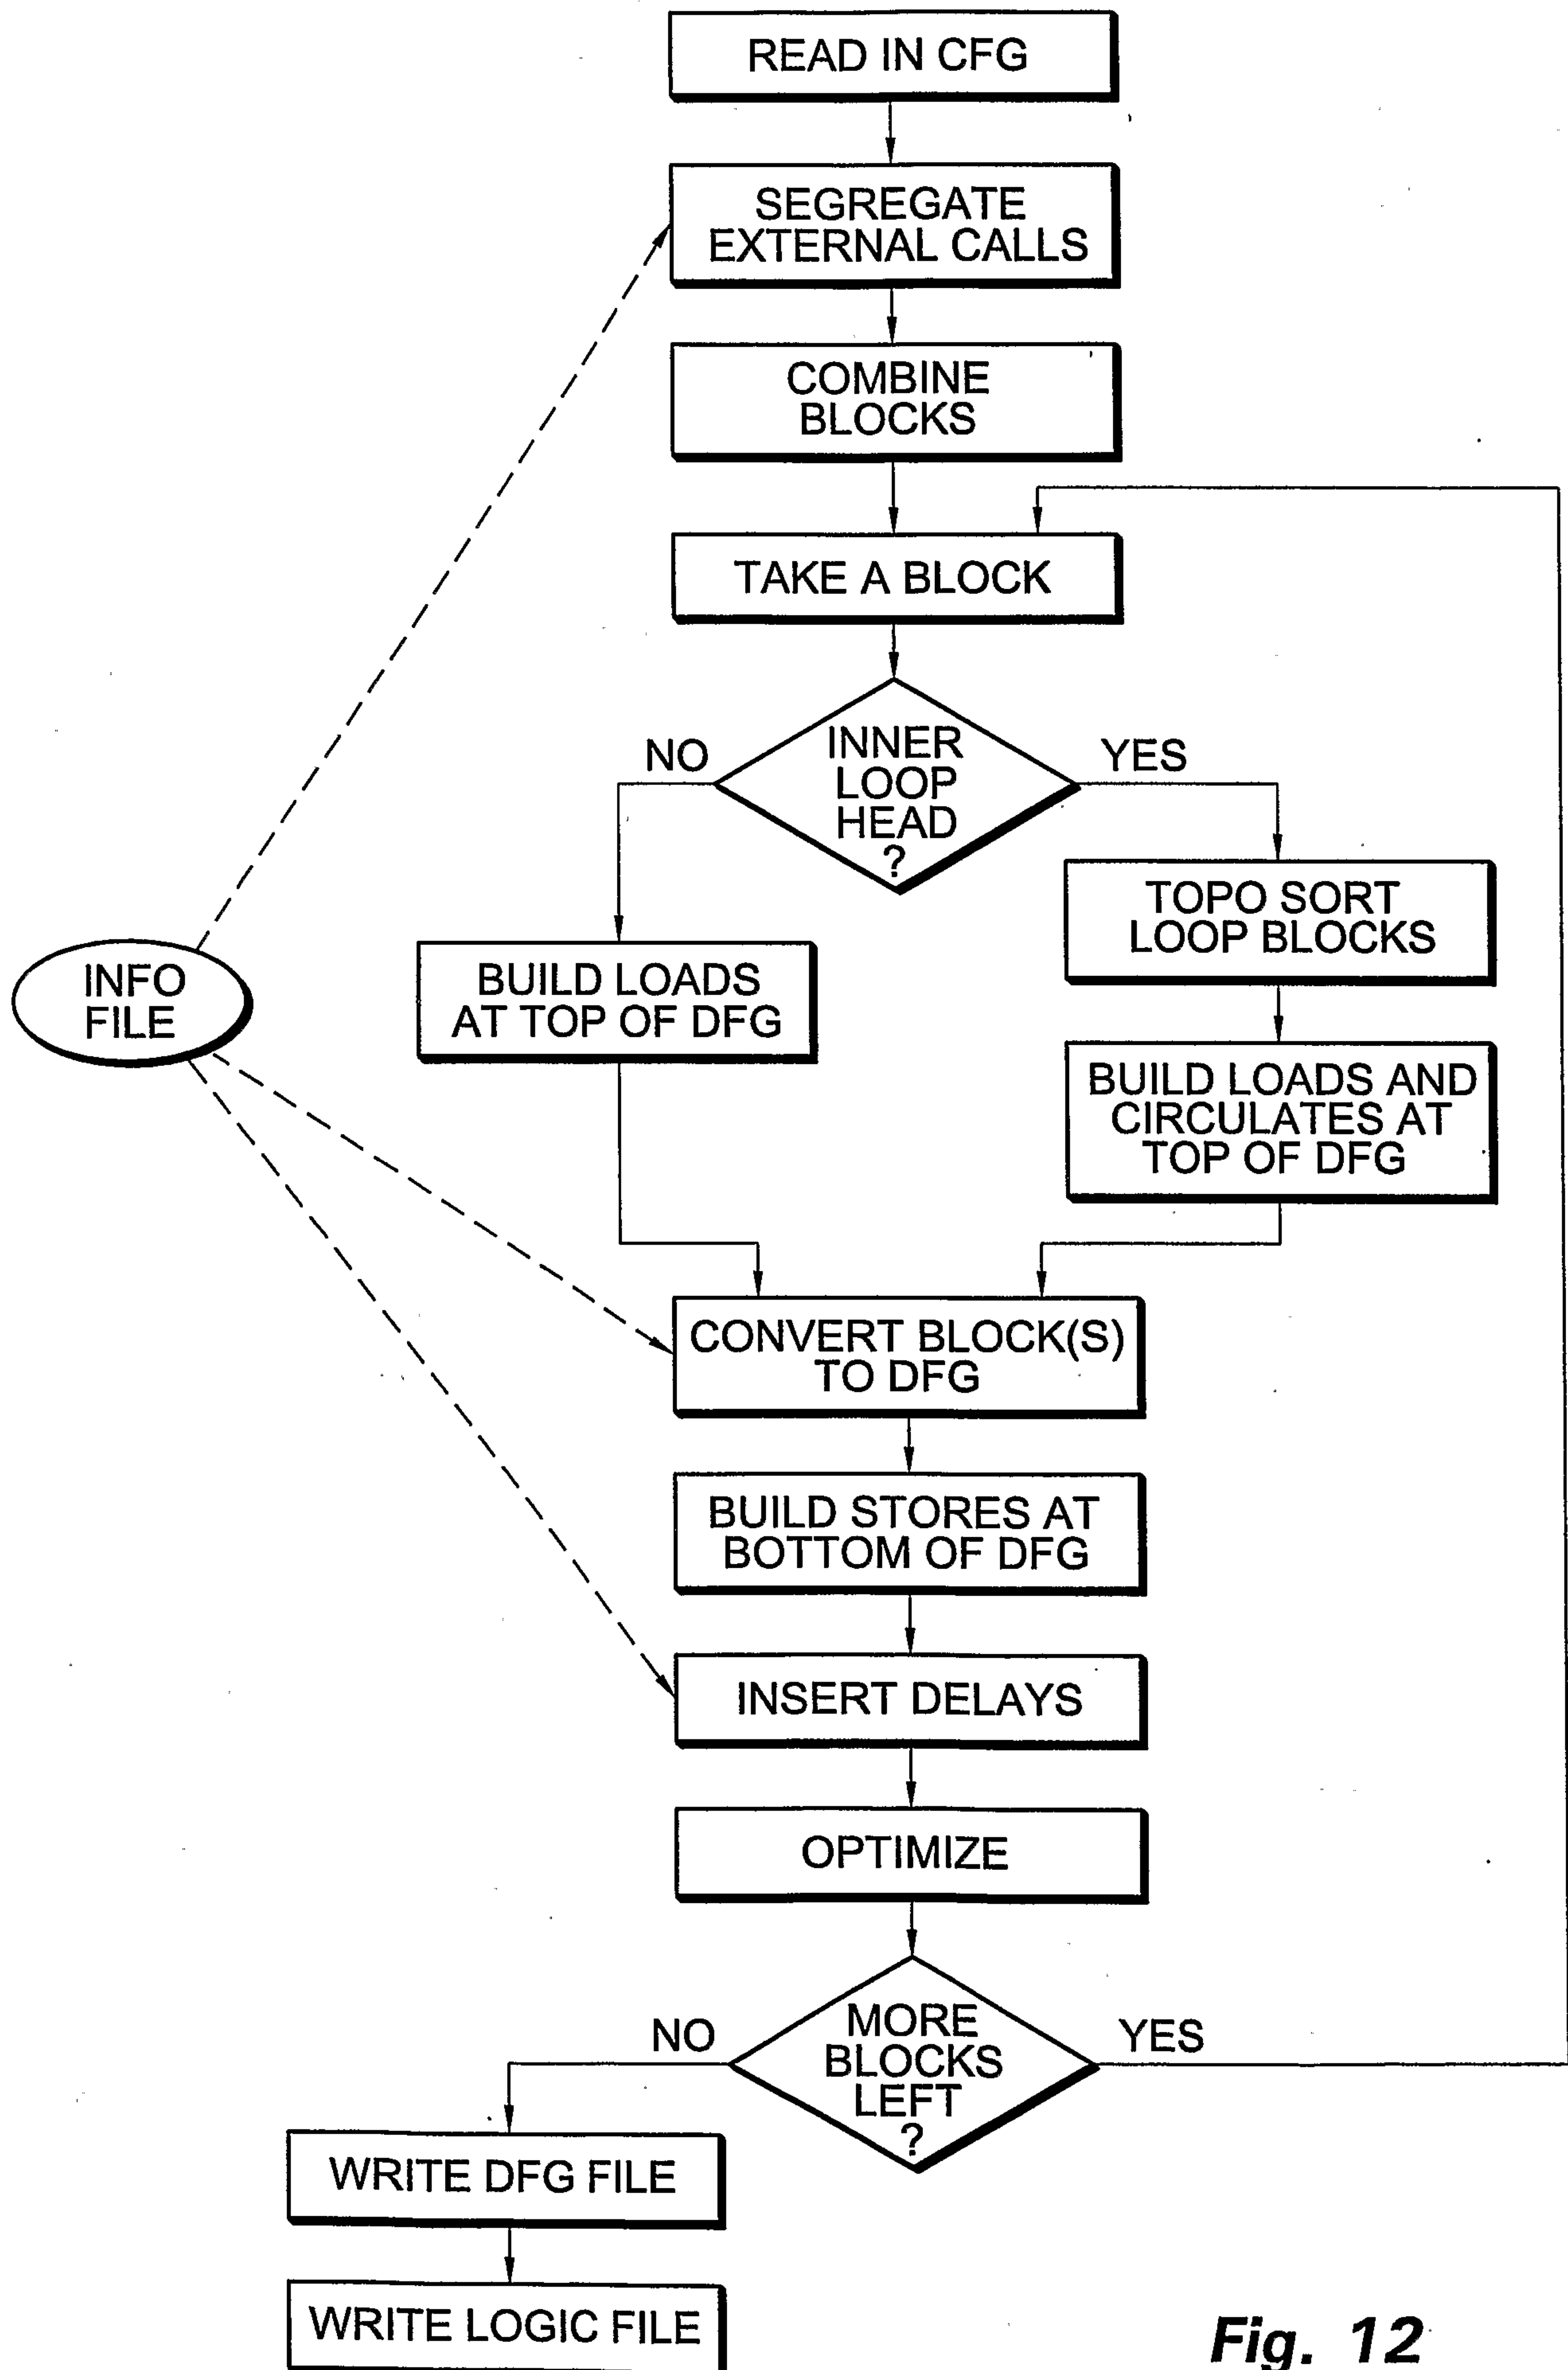 READ IN CFG
SEGREGATE
EXTERNAL CALLS
COMBINE
BLOCKS
TAKE A BLOCK
NO
INNER
LOOP
HEAD
?
YES
TOPO SORT
LOOP BLOCKS
INFO
FILE
BUILD LOADS
AT TOP OF DFG
BUILD LOADS AND
CIRCULATES AT
TOP OF DFG
CONVERT BLOCK(S)
TO DFG
BUILD STORES AT
BOTTOM OF DFG
INSERT DELAYS
OPTIMIZE
NO
MORE
BLOCKS
LEFT
?
YES
WRITE DFG FILE
WRITE LOGIC FILE
Fig. 12